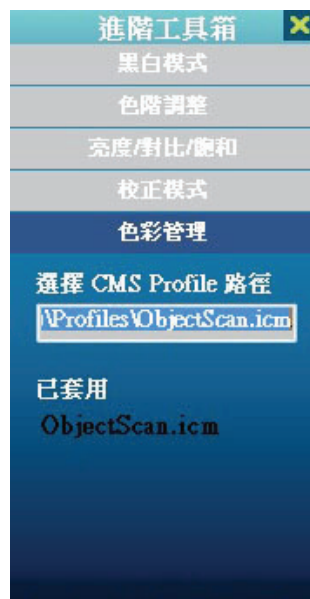 進階工具箱
黑白模式
色階調整
亮度/對比/飽和
校正模式
色彩管理
選擇 CMS Profile 路徑
\Profiles\ObjectScan.icm
已套用
ObjectScan.icm